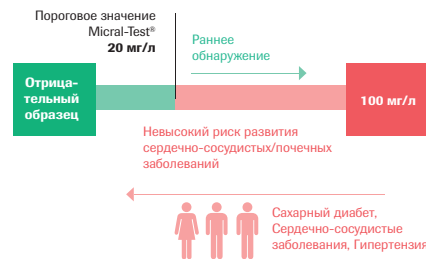 Пороговое значение
Micral-Test®
20 мг/л
Раннее
обнаружение
Отрица-
тельный
образец
100 мг/л
Невысокий риск развития
сердечно-сосудистых/почечных
заболеваний
Сахарный диабет,
Сердечно-сосудистые
заболевания, Гипертензия